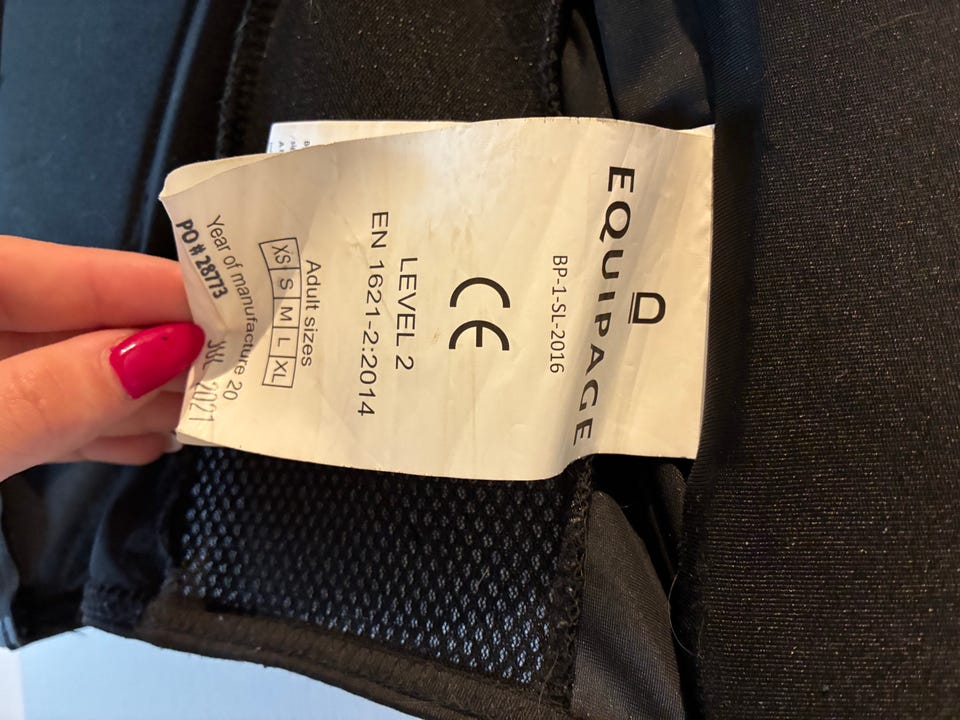 EQUIPAGE
BP-1-SL-2016
CE
LEVEL 2
EN 1621-2:2014
Adult sizes
XS S M L XL
Year of manufacture 20
PO # 28773 2021